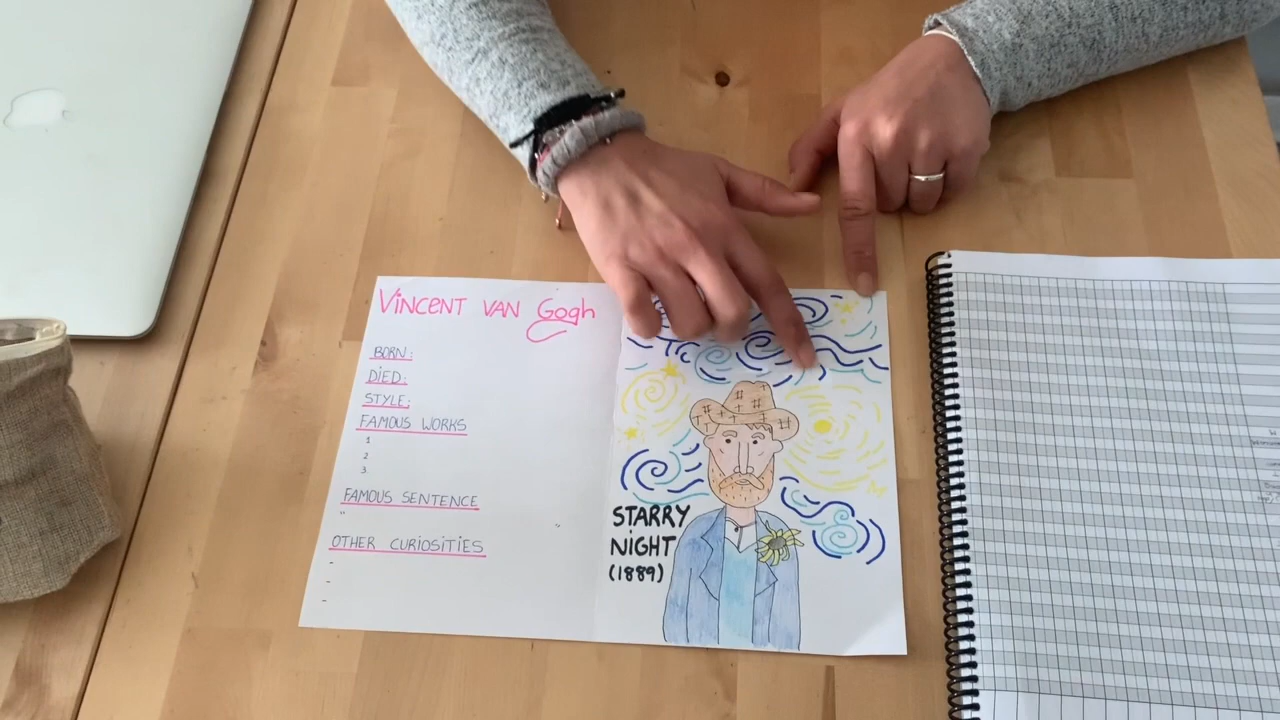 Vincent van Gogh
BORN:
DIED:
STYLE:
FAMOUS WORKS
1
2
3
FAMOUS SENTENCE
"
"
OTHER CURIOSITIES
-
-
-
STARRY
NiGHT
(1889)